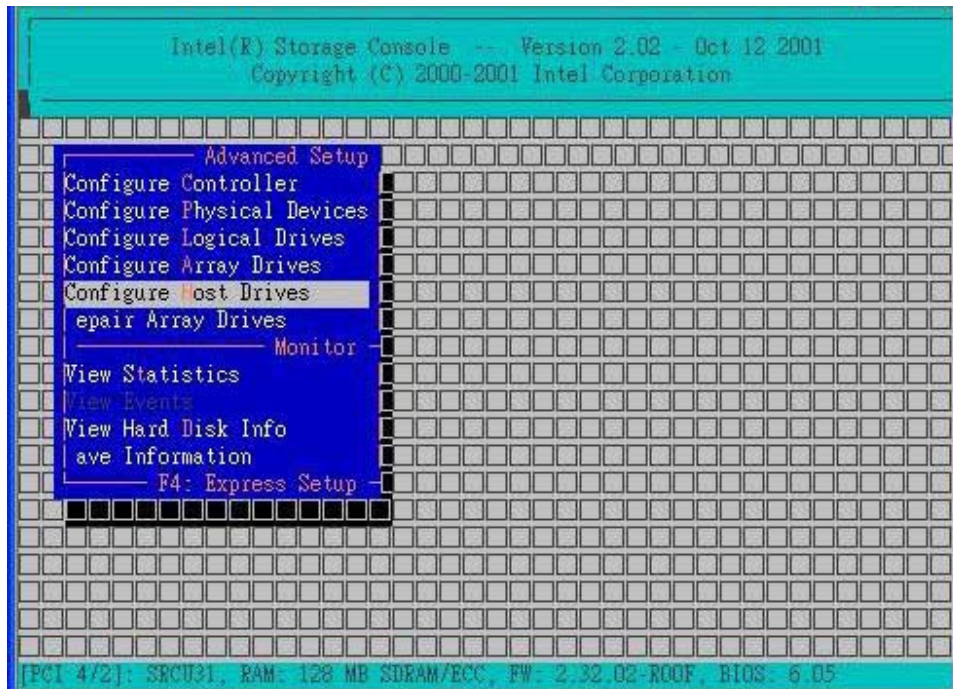 Intel(R) Storage Console -- Version 2.02 - Oct 12 2001
Copyright (C) 2000-2001 Intel Corporation
Advanced Setup
Configure Controller
Configure Physical Devices
Configure Logical Drives
Configure Array Drives
Configure Host Drives
epair Array Drives
Monitor
View Statistics
View Events
View Hard Disk Info
ave Information
F4: Express Setup
[PCI 4/2]: SRCU31, RAM: 128 MB SDRAM/ECC, FW: 2.32.02-R00F, BIOS: 6.05